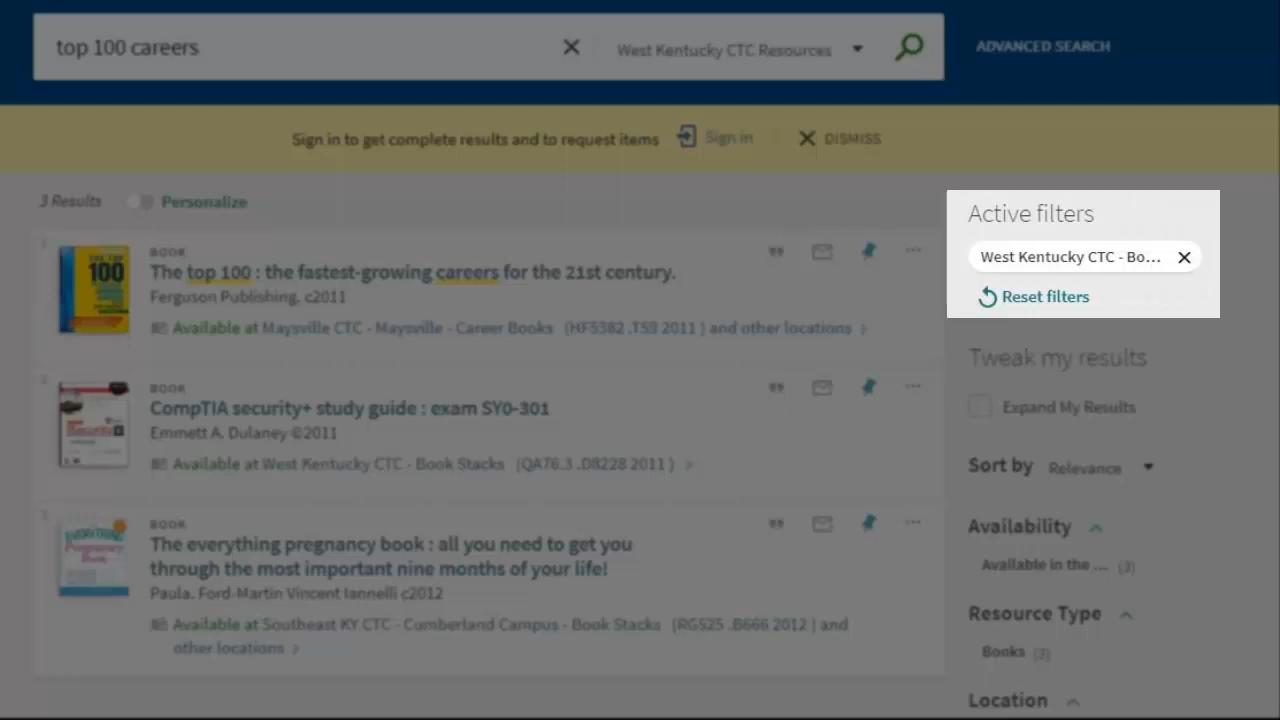 top 100 careers
West Kentucky CTC Resources
ADVANCED SEARCH
Sign in to get complete results and to request items
Sign in
DISMISS
3 Results
Personalize
Active filters
West Kentucky CTC - Bo...
Reset filters
BOOK
The top 100 : the fastest-growing careers for the 21st century.
Ferguson Publishing. c2011
Available at Maysville CTC - Maysville - Career Books (HF5382 .T59 2011 ) and other locations
Tweak my results
Expand My Results
BOOK
CompTIA security+ study guide : exam SY0-301
Emmett A. Dulaney ©2011
Available at West Kentucky CTC - Book Stacks (QA76.3 .D8228 2011 )
Sort by Relevance
Availability
Available in the ... (3)
BOOK
The everything pregnancy book : all you need to get you
through the most important nine months of your life!
Paula. Ford-Martin Vincent Iannelli c2012
Available at Southeast KY CTC - Cumberland Campus - Book Stacks (RG525 .B666 2012 ) and
other locations
Resource Type
Books (3)
Location